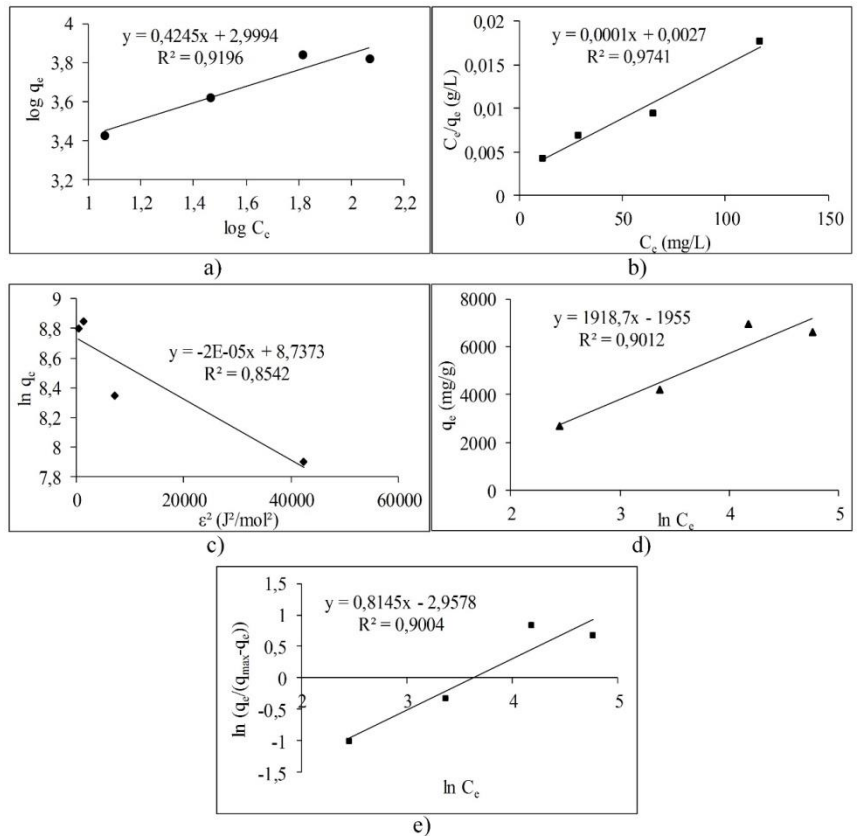 y = 0,4245x + 2,9994
R² = 0,9196
log qₑ
4
3,8
3,6
3,4
3,2
1
1,2
1,4
1,6
1,8
2
2,2
log Cₑ
a)
y = 0,0001x + 0,0027
R² = 0,9741
Cₑ/qₑ (g/L)
0,02
0,015
0,01
0,005
0
0
50
100
150
Cₑ (mg/L)
b)
y = -2E-05x + 8,7373
R² = 0,8542
ln qₑ
9
8,8
8,6
8,4
8,2
8
7,8
0
20000
40000
60000
ε² (J²/mol²)
c)
y = 1918,7x - 1955
R² = 0,9012
qₑ (mg/g)
8000
6000
4000
2000
0
2
3
4
5
ln Cₑ
d)
y = 0,8145x - 2,9578
R² = 0,9004
ln (qₑ/(qₘₐₓ-qₑ))
1,5
1
0,5
0
-0,5
-1
-1,5
2
3
4
5
ln Cₑ
e)